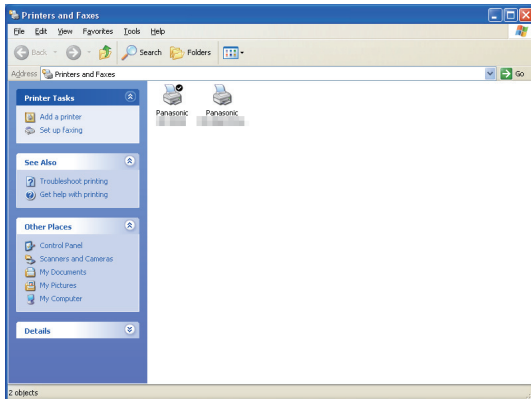 Printers and Faxes
File Edit View Favorites Tools Help
Back Search Folders
Address Printers and Faxes Go
Printer Tasks
Add a printer
Set up faxing
See Also
Troubleshoot printing
Get help with printing
Other Places
Control Panel
Scanners and Cameras
My Documents
My Pictures
My Computer
Details
Panasonic Panasonic
2 objects